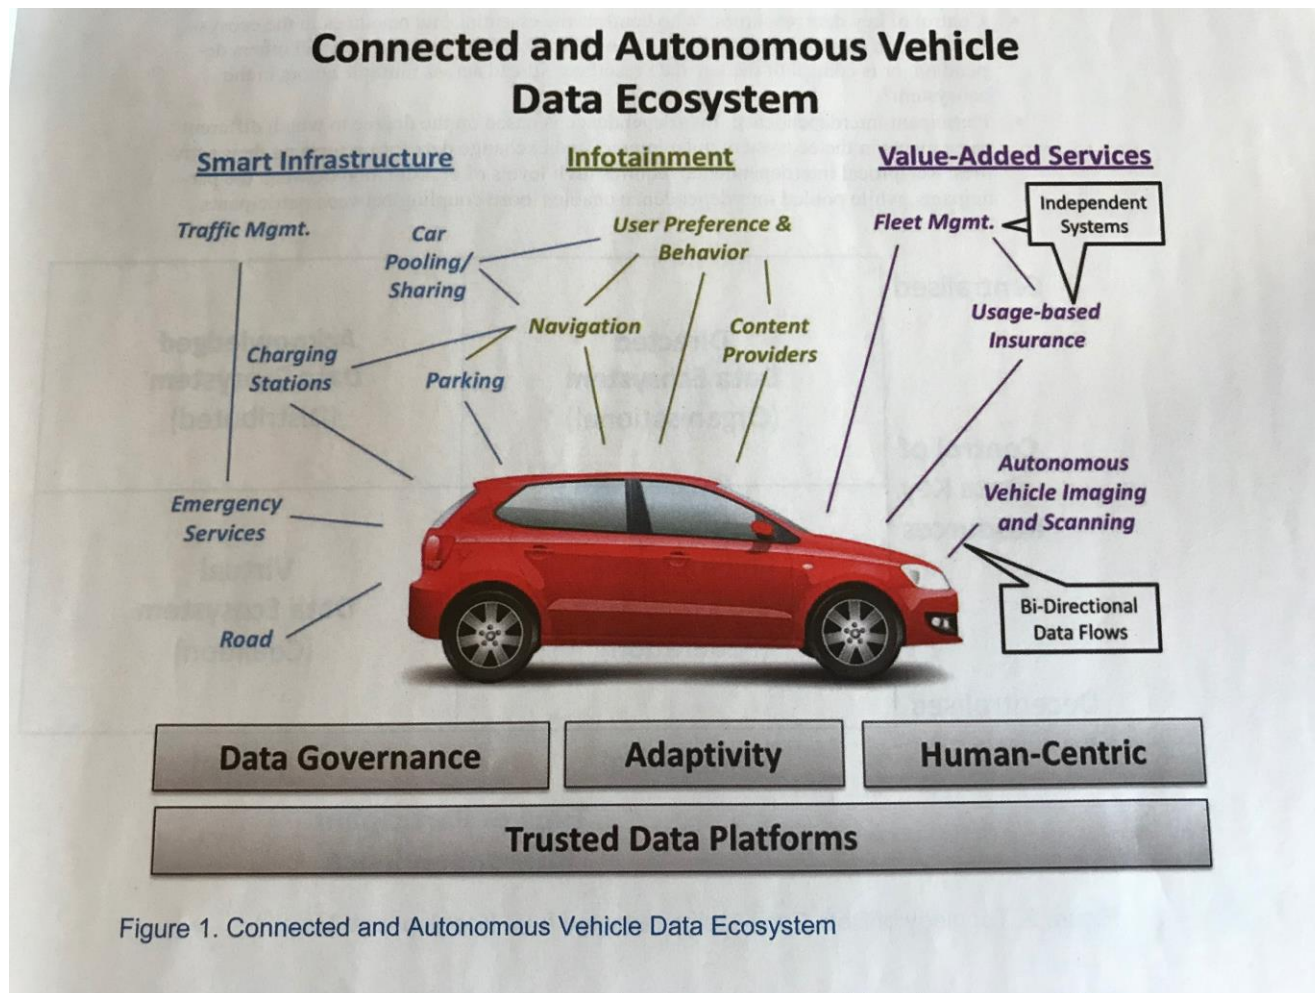 Connected and Autonomous Vehicle
Data Ecosystem
Smart Infrastructure
Infotainment
Value-Added Services
Traffic Mgmt.
Car
Pooling/
Sharing
Charging
Stations
Parking
Emergency
Services
Road
User Preference &
Behavior
Navigation
Content
Providers
Fleet Mgmt.
Independent
Systems
Usage-based
Insurance
Autonomous
Vehicle Imaging
and Scanning
Bi-Directional
Data Flows
Data Governance
Adaptivity
Human-Centric
Trusted Data Platforms
Figure 1. Connected and Autonomous Vehicle Data Ecosystem